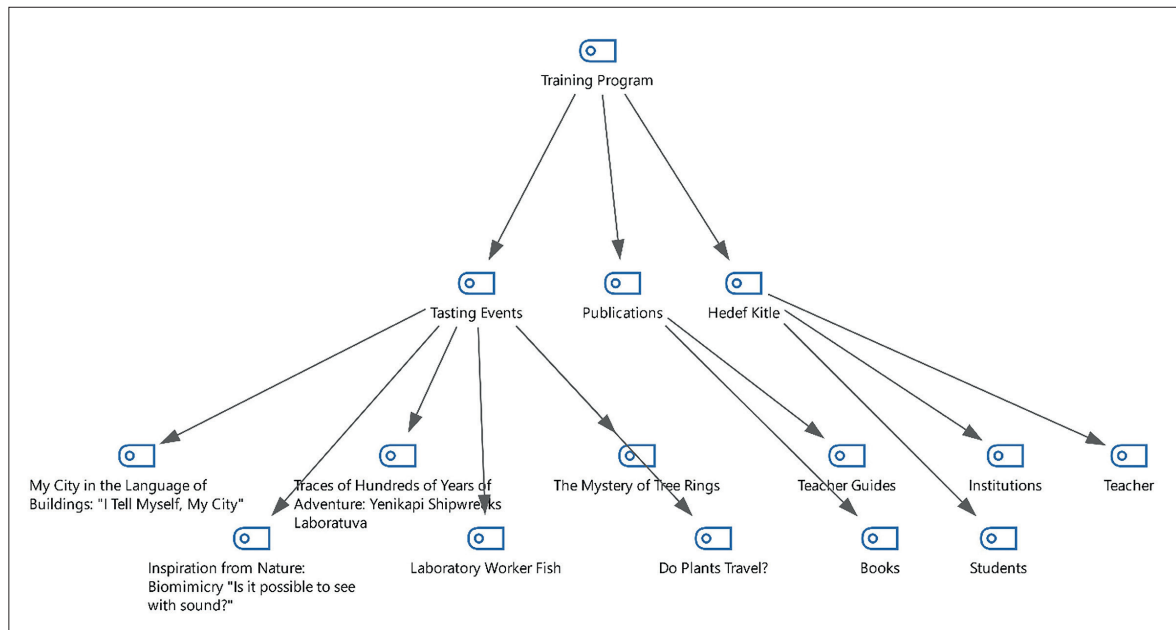 Training Program
Tasting Events
Publications
Hedef Kitle
My City in the Language of
Buildings: "I Tell Myself, My City"
Traces of Hundreds of Years of
Adventure: Yenikapi Shipwreeks
Laboratuva
The Mystery of Tree Rings
Teacher Guides
Institutions
Teacher
Inspiration from Nature:
Biomimicry "Is it possible to see
with sound?"
Laboratory Worker Fish
Do Plants Travel?
Books
Students